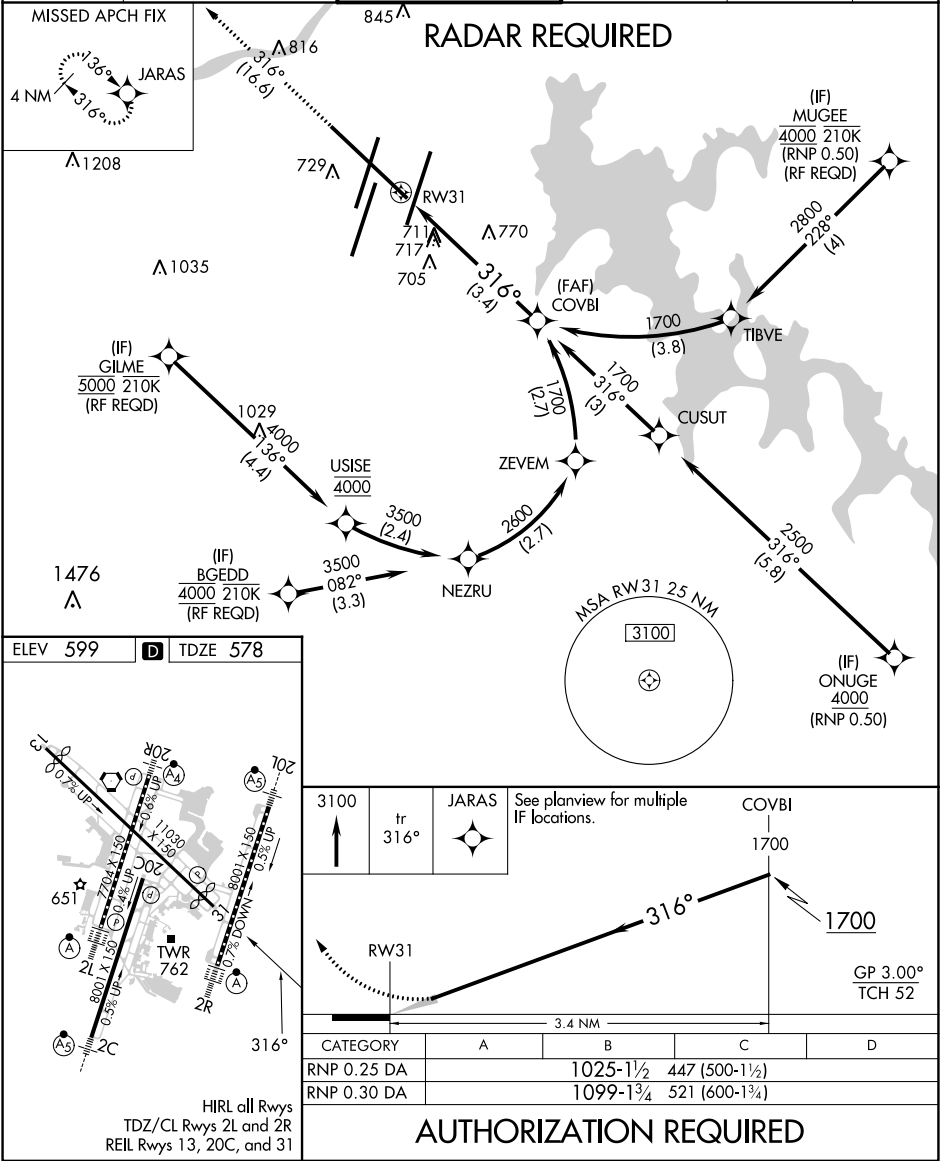 MISSED APCH FIX
136°
JARAS
4 NM
316°
845
RADAR REQUIRED
816
316°
(16.6)
(IF)
MUGEE
4000 210K
(RNP 0.50)
(RF REQD)
1208
729
RW31
2800
228°
(4)
711
717
770
705
1035
316°
(3.4)
(FAF)
COVBI
1700
(3.8)
TIBVE
(IF)
GILME
5000 210K
(RF REQD)
1700
(2.7)
1700
316°
(3)
CUSUT
1029
4000
136°
(4.4)
ZEVEM
USISE
4000
3500
(2.4)
2600
(2.7)
2500
316°
(5.8)
(IF)
BGEDD
4000 210K
(RF REQD)
3500
082°
(3.3)
NEZRU
1476
MSA RW31 25 NM
3100
(IF)
ONUGE
4000
(RNP 0.50)
ELEV 599
D
TDZE 578
13
0.7% UP
20R
P
A4
0.6% UP
A5
20L
11030
X 150
7704 X 150
20C
0.4% UP
P
P
8001 X 150
0.5% UP
651
P
31
A
2L
TWR
762
0.7% DOWN
A
8001 X 150
0.5% UP
2R
A5
2C
316°
HIRL all Rwys
TDZ/CL Rwys 2L and 2R
REIL Rwys 13, 20C, and 31
3100
tr
316°
JARAS
See planview for multiple
IF locations.
COVBI
1700
316°
1700
RW31
GP 3.00°
TCH 52
3.4 NM
CATEGORY A B C D
RNP 0.25 DA 1025-1½ 447 (500-1½)
RNP 0.30 DA 1099-1¾ 521 (600-1¾)
AUTHORIZATION REQUIRED